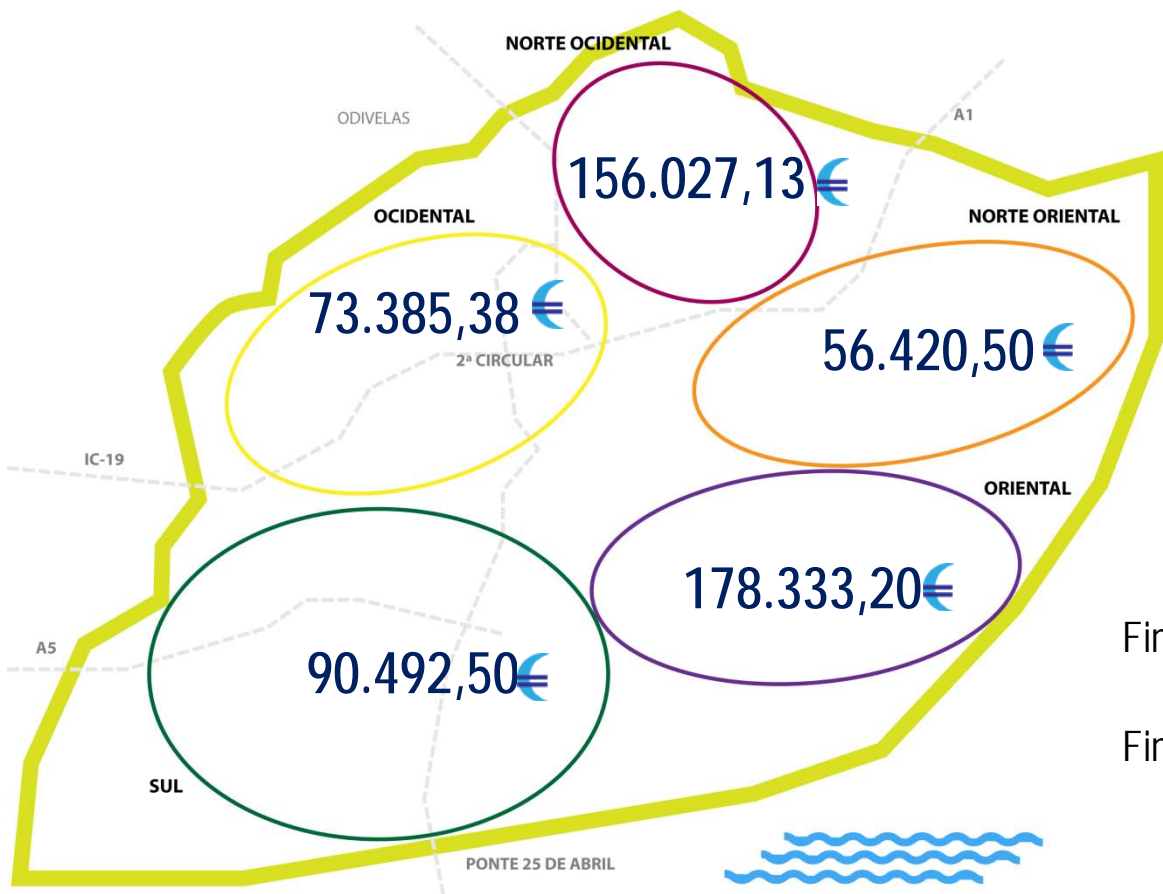 NORTE OCIDENTAL
ODIVELAS
A1
156.027,13 €
OCIDENTAL
NORTE ORIENTAL
73.385,38 €
56.420,50 €
2ª CIRCULAR
IC-19
ORIENTAL
178.333,20€
A5
90.492,50€
SUL
PONTE 25 DE ABRIL